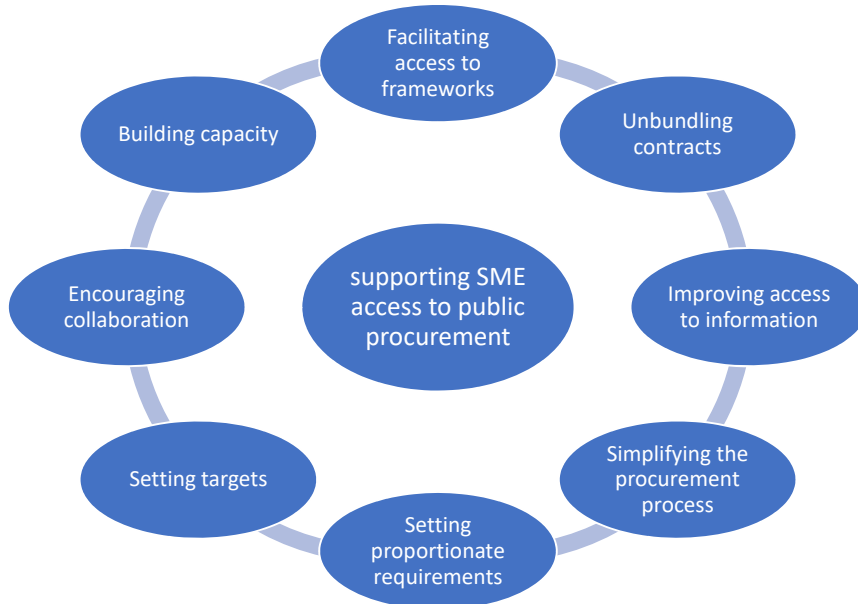 Facilitating
access to
frameworks
Unbundling
contracts
Improving access
to information
Simplifying the
procurement
process
Setting
proportionate
requirements
Setting targets
Encouraging
collaboration
Building capacity
supporting SME
access to public
procurement